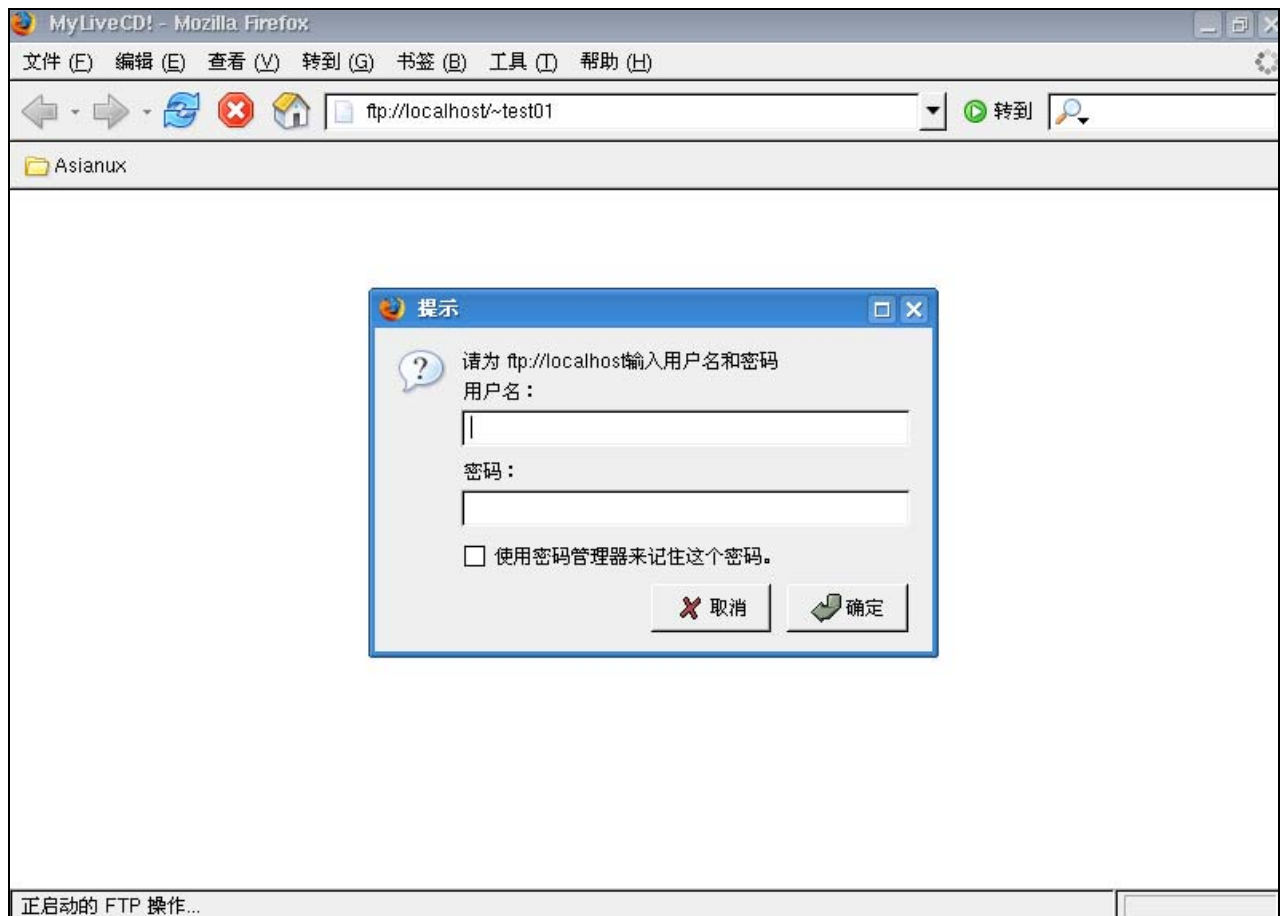 MyLiveCD! - Mozilla Firefox
文件 (F) 编辑 (E) 查看 (V) 转到 (G) 书签 (B) 工具 (T) 帮助 (H)
ftp://localhost/~test01 转到
Asianux
提示
请为 ftp://localhost输入用户名和密码
用户名：
密码：
使用密码管理器来记住这个密码。
取消 确定
正启动的 FTP 操作...